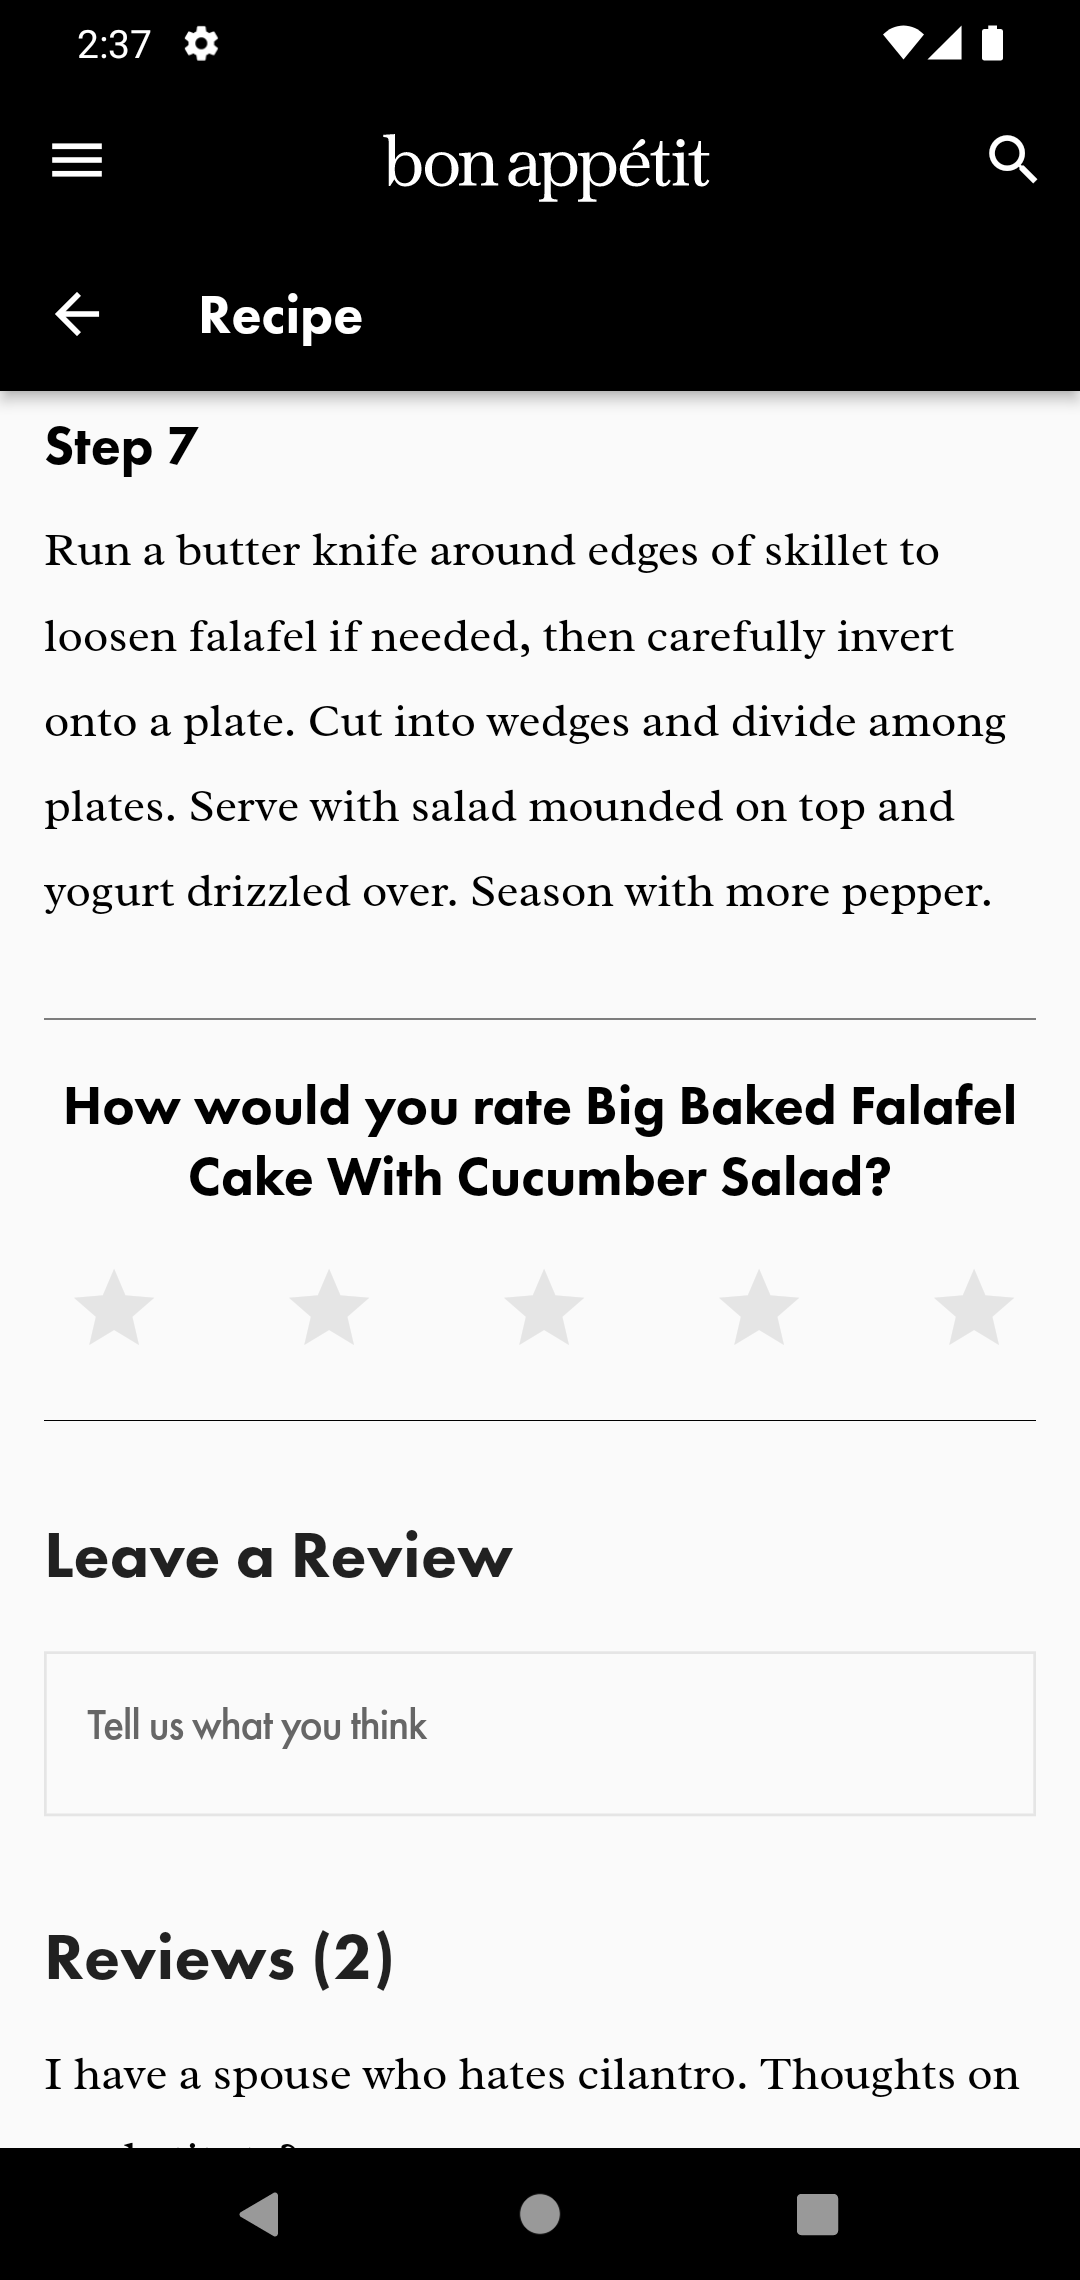 2:37
bon appétit
Recipe
Step 7
Run a butter knife around edges of skillet to
loosen falafel if needed, then carefully invert
onto a plate. Cut into wedges and divide among
plates. Serve with salad mounded on top and
yogurt drizzled over. Season with more pepper.
How would you rate Big Baked Falafel
Cake With Cucumber Salad?
Leave a Review
Tell us what you think
Reviews (2)
I have a spouse who hates cilantro. Thoughts on